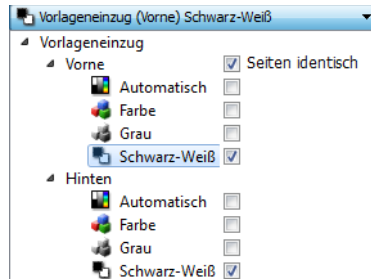 Vorlageneinzug (Vorne) Schwarz-Weiß
Vorlageneinzug
Vorne Seiten identisch
Automatisch
Farbe
Grau
Schwarz-Weiß
Hinten
Automatisch
Farbe
Grau
Schwarz-Weiß